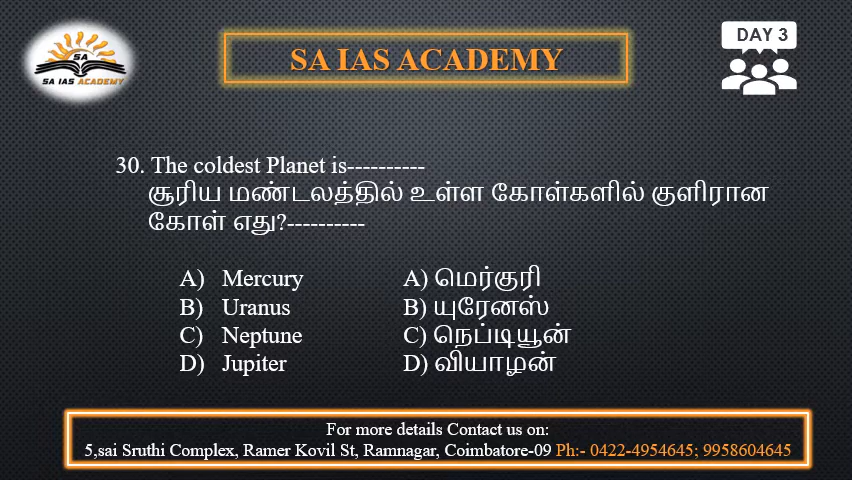 SA
SA IAS ACADEMY
SA IAS ACADEMY
DAY 3
30. The coldest Planet is----------
சூரிய மண்டலத்தில் உள்ள கோள்களில் குளிரான
கோள் எது?----------
A) Mercury A) மெர்குரி
B) Uranus B) யுரேனஸ்
C) Neptune C) நெப்டியூன்
D) Jupiter D) வியாழன்
For more details Contact us on:
5,sai Sruthi Complex, Ramer Kovil St, Ramnagar, Coimbatore-09 Ph:- 0422-4954645; 9958604645